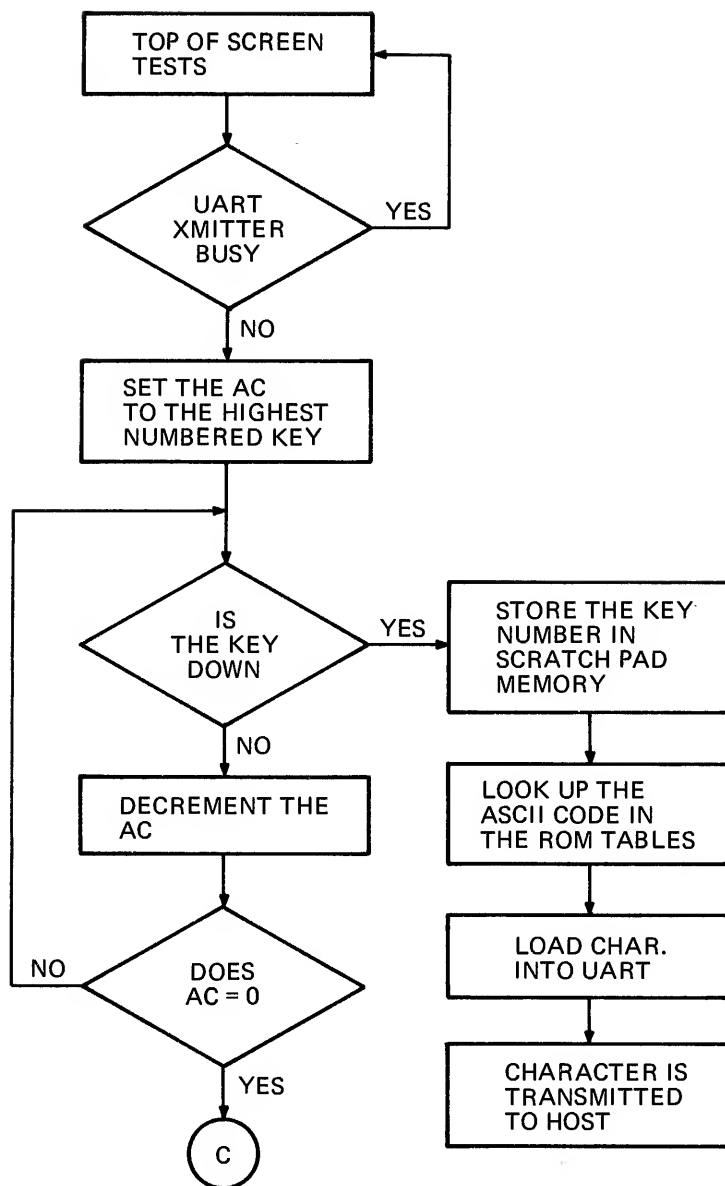 TOP OF SCREEN
TESTS
UART
XMITTER
BUSY
YES
NO
SET THE AC
TO THE HIGHEST
NUMBERED KEY
IS
THE KEY
DOWN
YES
NO
STORE THE KEY
NUMBER IN
SCRATCH PAD
MEMORY
DECREMENT THE
AC
LOOK UP THE
ASCII CODE IN
THE ROM TABLES
DOES
AC = 0
NO
YES
LOAD CHAR.
INTO UART
CHARACTER IS
TRANSMITTED
TO HOST
C